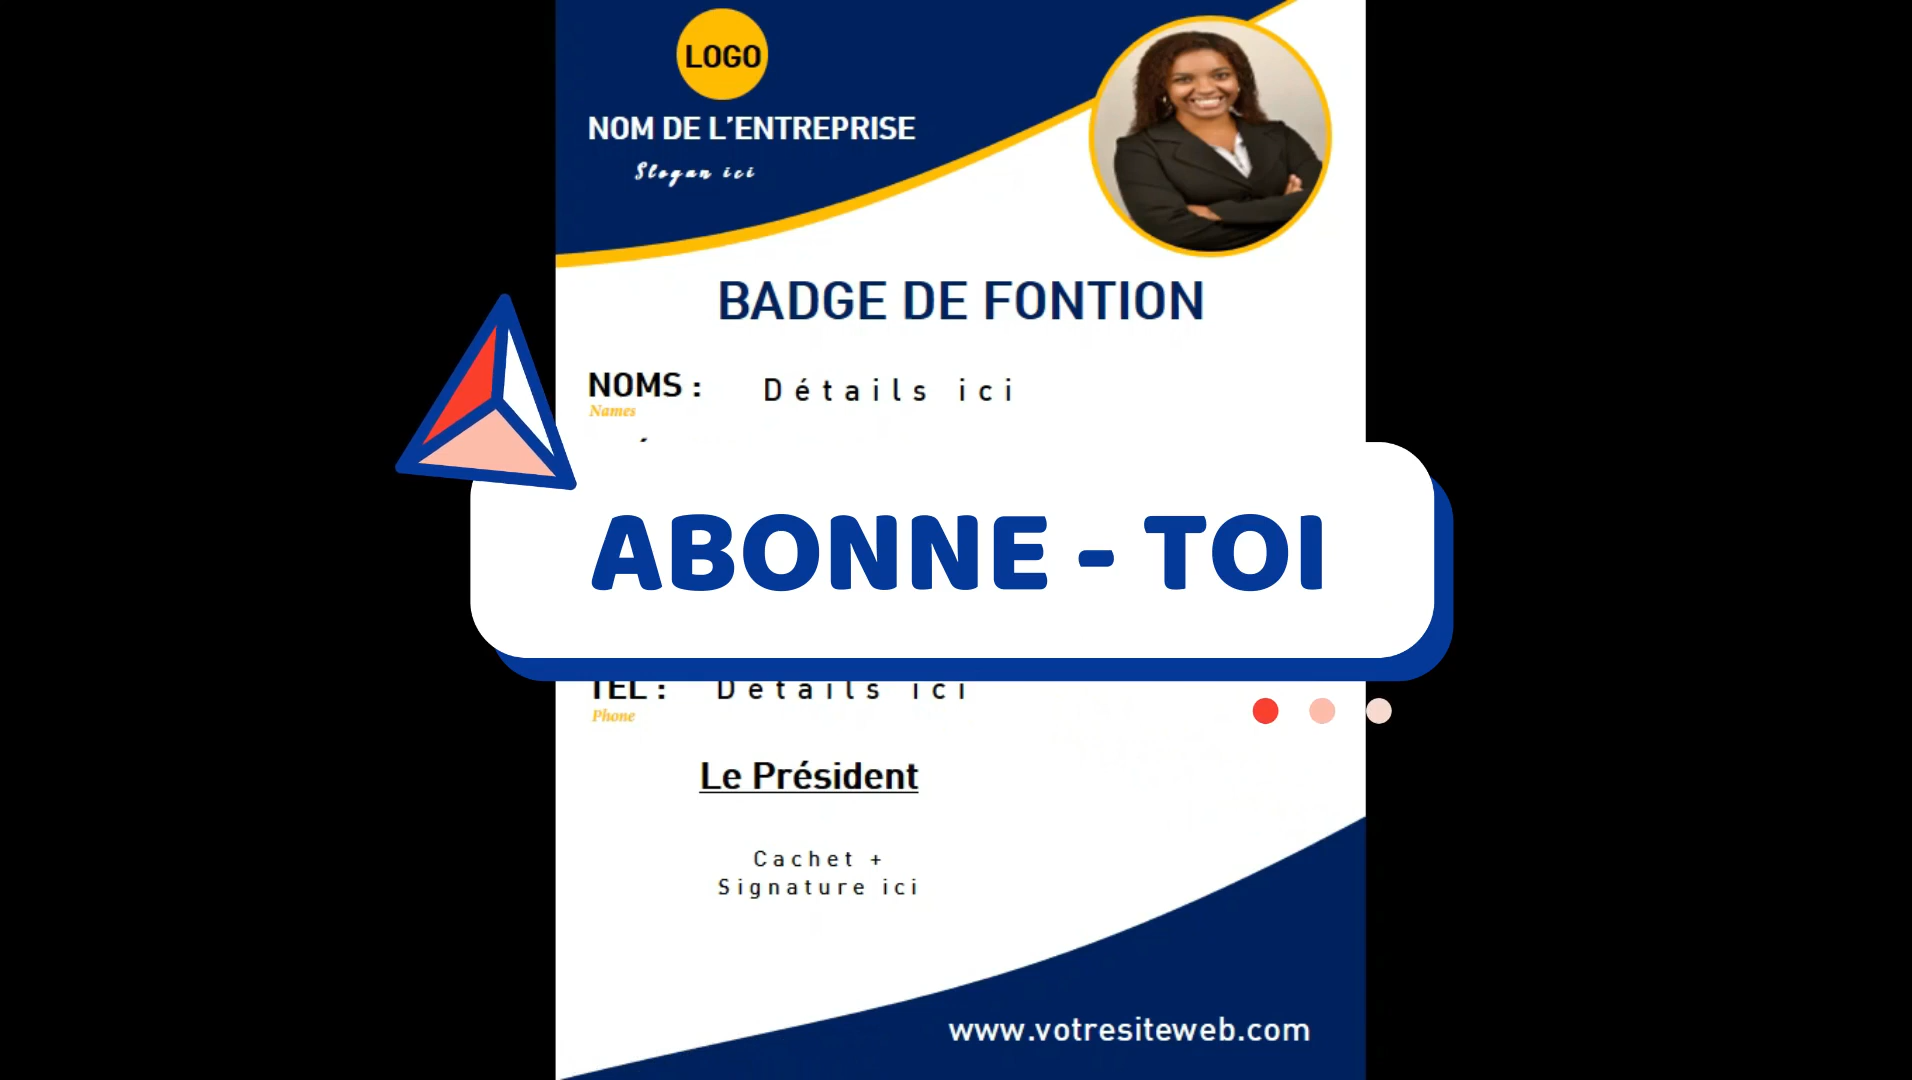 LOGO
NOM DE L’ENTREPRISE
Slogan ici
BADGE DE FONTION
NOMS : Détails ici
Names
ABONNE - TOI
TEL : Détails ici
Phone
Le Président
Cachet +
Signature ici
www.votresiteweb.com